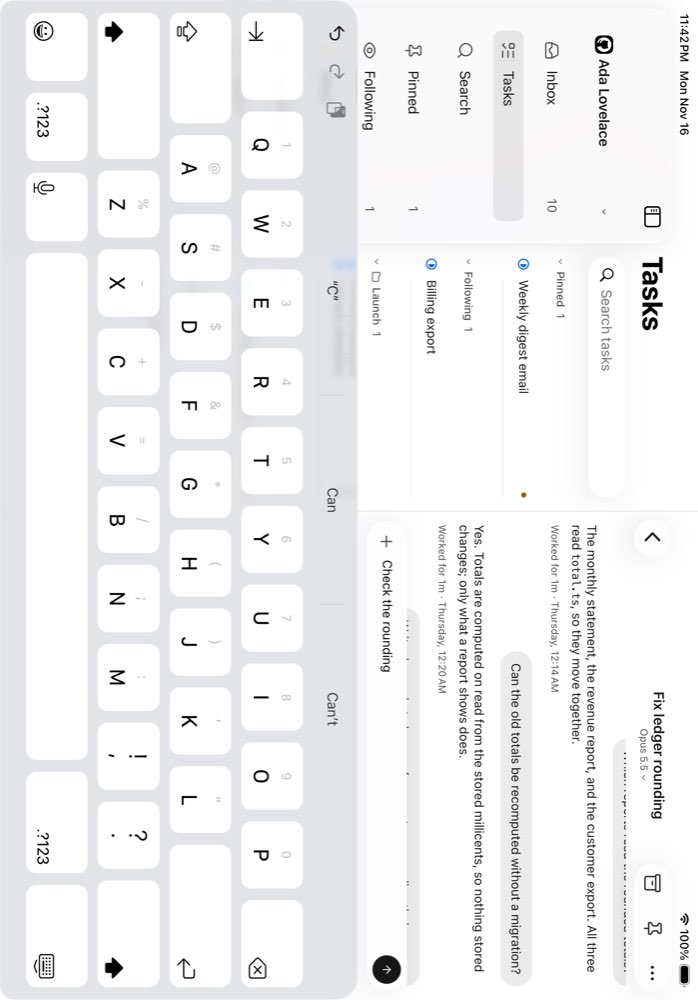 11:42 PM Mon Nov 16
100%
Ada Lovelace
Inbox 10
Tasks
Search
Pinned 1
Following 1
Tasks
Search tasks
Pinned 1
Weekly digest email
Following 1
Billing export
Launch 1
Fix ledger rounding
Opus 5.5
Which reports read the rounded totals?
The monthly statement, the revenue report, and the customer export. All three
read total.ts, so they move together.
Worked for 1m · Thursday, 12:14 AM
Can the old totals be recomputed without a migration?
Yes. Totals are computed on read from the stored millicents, so nothing stored
changes; only what a report shows does.
Worked for 1m · Thursday, 12:20 AM
Check the rounding
“C” Can Can’t
1 2 3 4 5 6 7 8 9 0
Q W E R T Y U I O P
@ # $ & * ( ) ' "
A S D F G H J K L
% - + = / ; : ! ?
Z X C V B N M , .
.?123 .?123